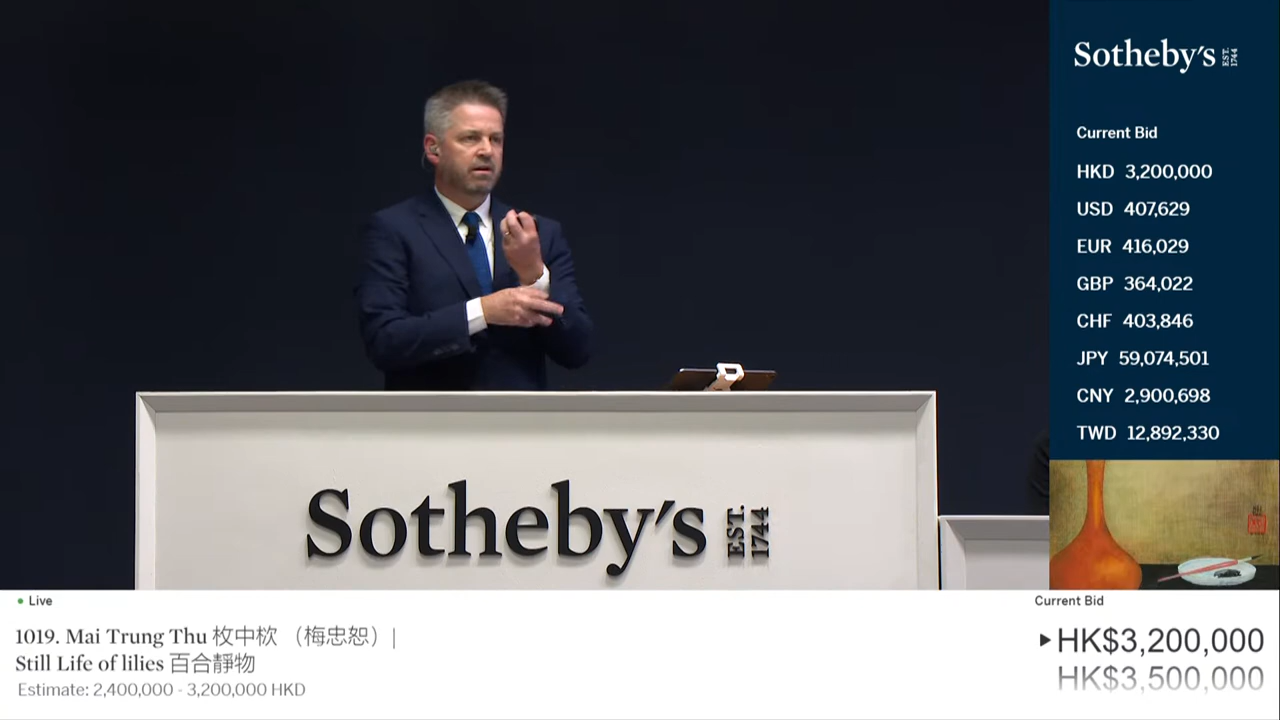 Sotheby's EST. 1744
Current Bid
HKD 3,200,000
USD 407,629
EUR 416,029
GBP 364,022
CHF 403,846
JPY 59,074,501
CNY 2,900,698
TWD 12,892,330
Sotheby's EST. 1744
Live
1019. Mai Trung Thu 枚中栨 （梅忠恕）|
Still Life of lilies 百合靜物
Estimate: 2,400,000 - 3,200,000 HKD
Current Bid
HK$3,200,000
HK$3,500,000